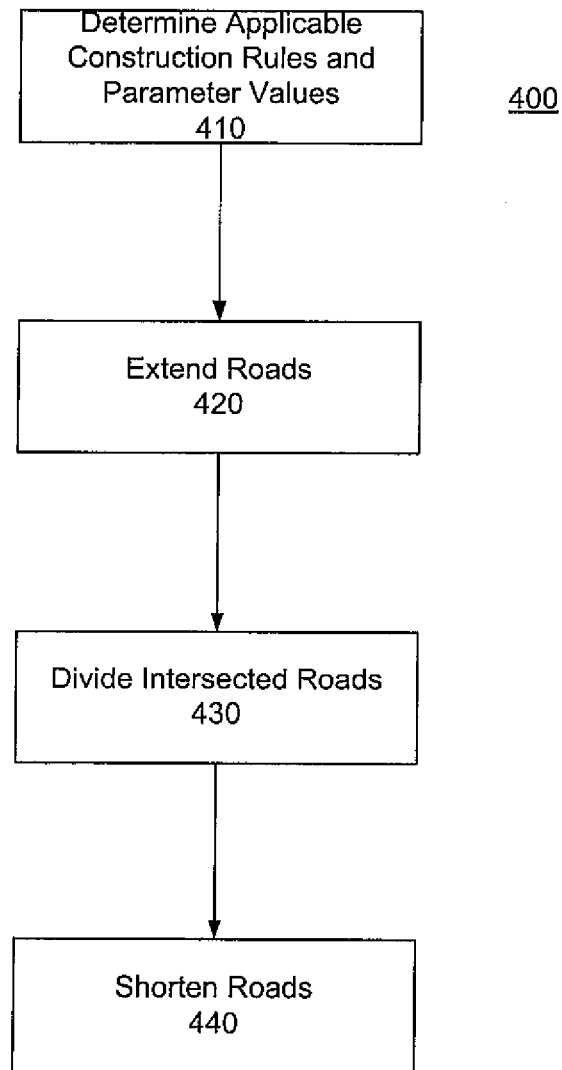 Determine Applicable
Construction Rules and
Parameter Values
410
400
Extend Roads
420
Divide Intersected Roads
430
Shorten Roads
440